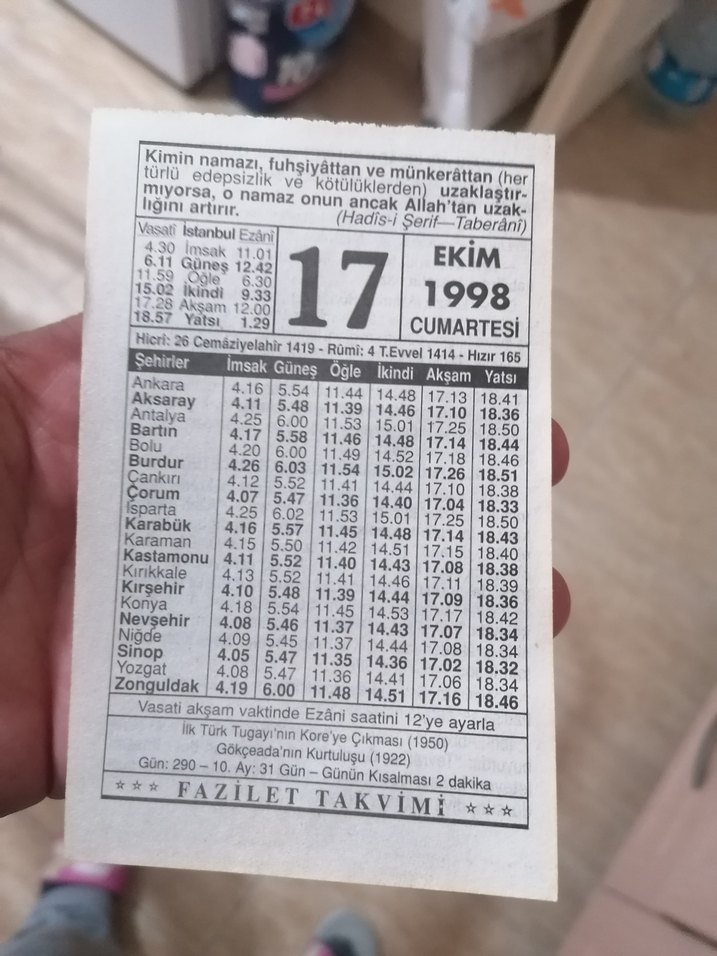 Kimin namazı, fuhşiyâttan ve münkerâttan (her
türlü edepsizlik ve kötülüklerden) uzaklaştır-
mıyorsa, o namaz onun ancak Allah'tan uzak-
lığını artırır. (Hadîs-i Şerif—Taberânî)
Vasatî İstanbul Ezânî
4.30 İmsak 11.01
6.11 Güneş 12.42
11.59 Öğle 6.30
15.02 İkindi 9.33
17.28 Akşam 12.00
18.57 Yatsı 1.29
17
EKİM
1998
CUMARTESİ
Hicrî: 26 Cemâziyelahir 1419 - Rûmî: 4 T.Evvel 1414 - Hızır 165
Şehirler İmsak Güneş Öğle İkindi Akşam Yatsı
Ankara 4.16 5.54 11.44 14.48 17.13 18.41
Aksaray 4.11 5.48 11.39 14.46 17.10 18.36
Antalya 4.25 6.00 11.53 15.01 17.25 18.50
Bartın 4.17 5.58 11.46 14.48 17.14 18.44
Bolu 4.20 6.00 11.49 14.52 17.18 18.46
Burdur 4.26 6.03 11.54 15.02 17.26 18.51
Çankırı 4.12 5.52 11.41 14.44 17.10 18.38
Çorum 4.07 5.47 11.36 14.40 17.04 18.33
Isparta 4.25 6.02 11.53 15.01 17.25 18.50
Karabük 4.16 5.57 11.45 14.48 17.14 18.43
Karaman 4.15 5.50 11.42 14.51 17.15 18.40
Kastamonu 4.11 5.52 11.40 14.43 17.08 18.38
Kırıkkale 4.13 5.52 11.41 14.46 17.11 18.39
Kırşehir 4.10 5.48 11.39 14.44 17.09 18.36
Konya 4.18 5.54 11.45 14.53 17.17 18.42
Nevşehir 4.08 5.46 11.37 14.43 17.07 18.34
Niğde 4.09 5.45 11.37 14.44 17.08 18.34
Sinop 4.05 5.47 11.35 14.36 17.02 18.32
Yozgat 4.08 5.47 11.36 14.41 17.06 18.34
Zonguldak 4.19 6.00 11.48 14.51 17.16 18.46
Vasati akşam vaktinde Ezâni saatini 12'ye ayarla
İlk Türk Tugayı'nın Kore'ye Çıkması (1950)
Gökçeada'nın Kurtuluşu (1922)
Gün: 290 – 10. Ay: 31 Gün – Günün Kısalması 2 dakika
☆ ☆ ☆ FAZİLET TAKVİMİ ☆ ☆ ☆